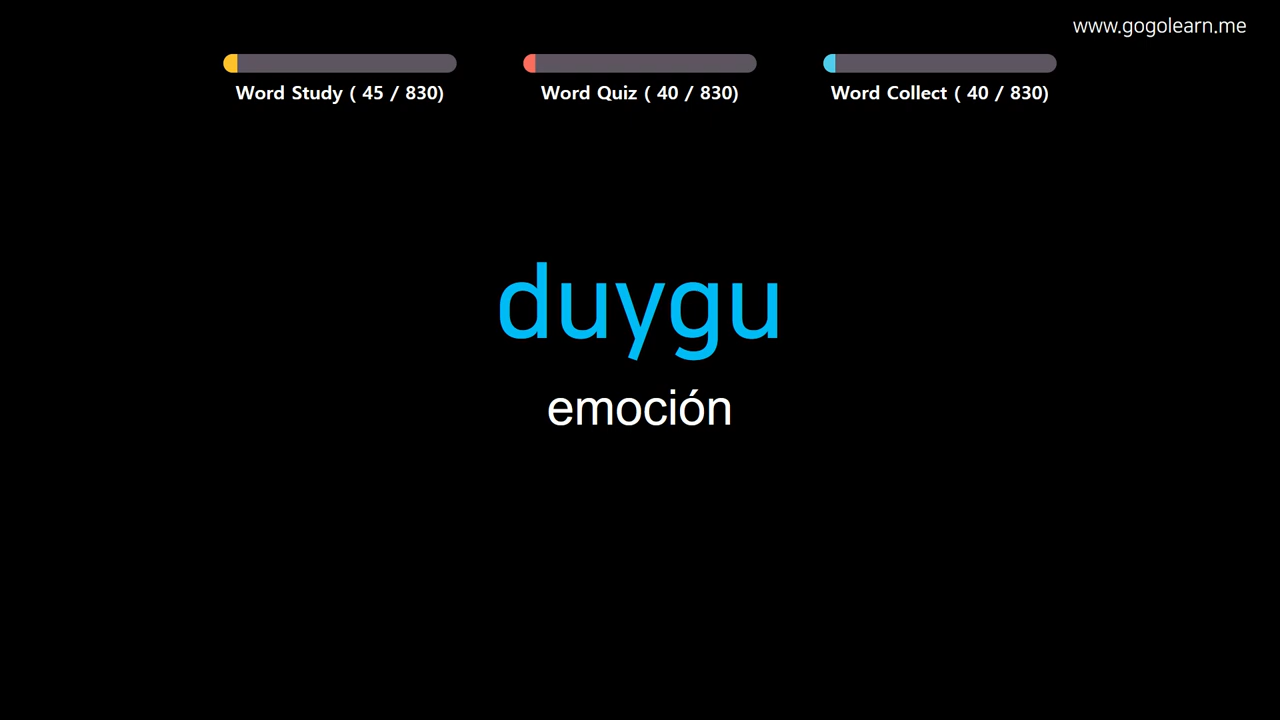 www.gogolearn.me
Word Study ( 45 / 830)
Word Quiz ( 40 / 830)
Word Collect ( 40 / 830)
duygu
emoción